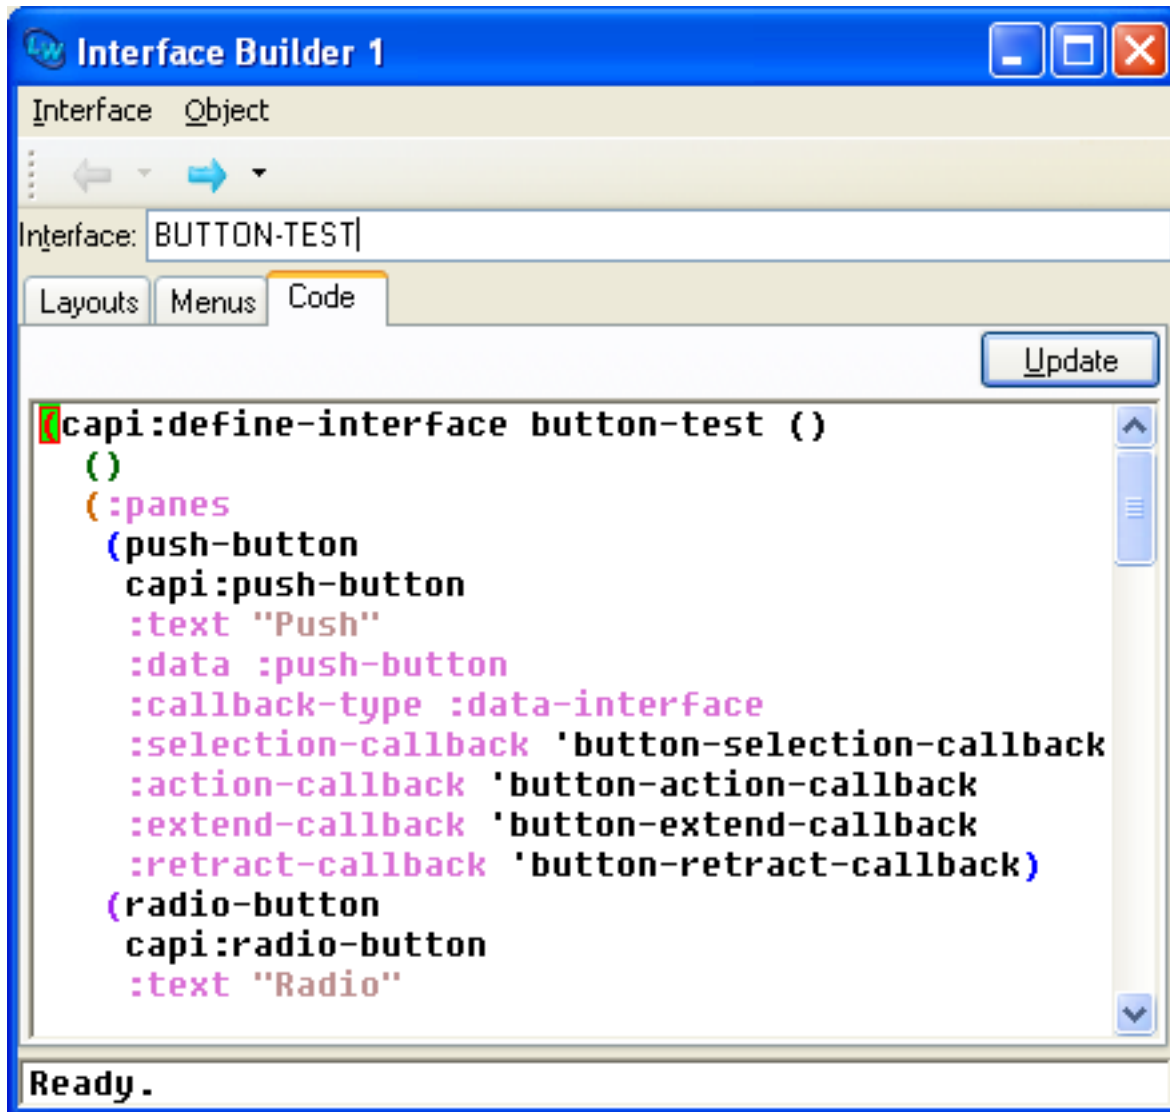 LW Interface Builder 1
Interface Object
Interface: BUTTON-TEST
Layouts Menus Code
Update
(capi:define-interface button-test ()
()
(:panes
(push-button
capi:push-button
:text "Push"
:data :push-button
:callback-type :data-interface
:selection-callback 'button-selection-callback
:action-callback 'button-action-callback
:extend-callback 'button-extend-callback
:retract-callback 'button-retract-callback)
(radio-button
capi:radio-button
:text "Radio"
Ready.